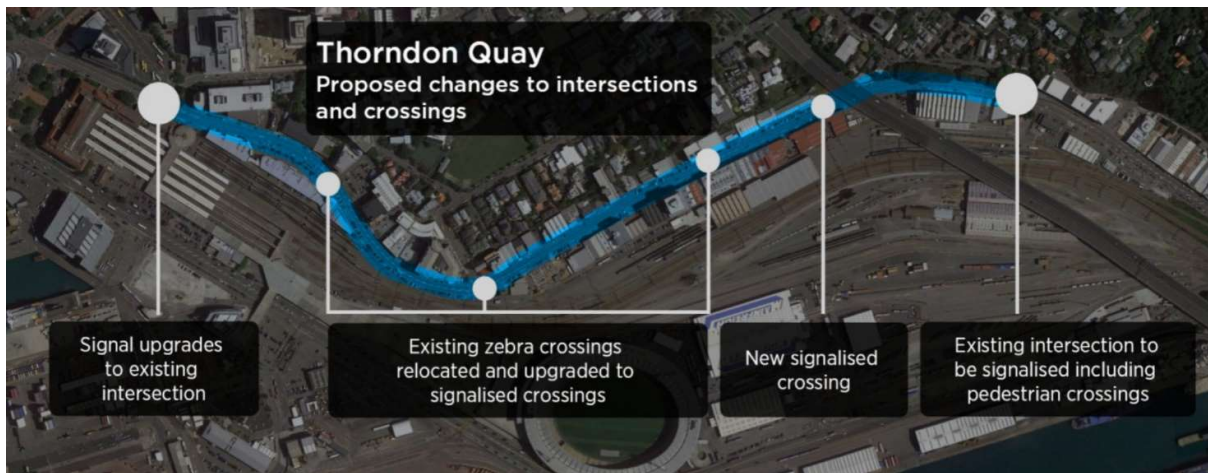 Thorndon Quay
Proposed changes to intersections
and crossings
Signal upgrades
to existing
intersection
Existing zebra crossings
relocated and upgraded to
signalised crossings
New signalised
crossing
Existing intersection to
be signalised including
pedestrian crossings